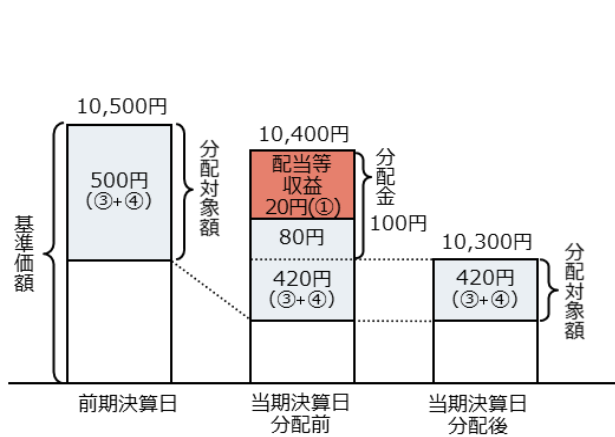 10,500円
500円
(③+④)
分配対象額
基準価額
前期決算日
10,400円
配当等
収益
20円(①)
80円
420円
(③+④)
分配金
100円
当期決算日
分配前
10,300円
420円
(③+④)
分配対象額
当期決算日
分配後